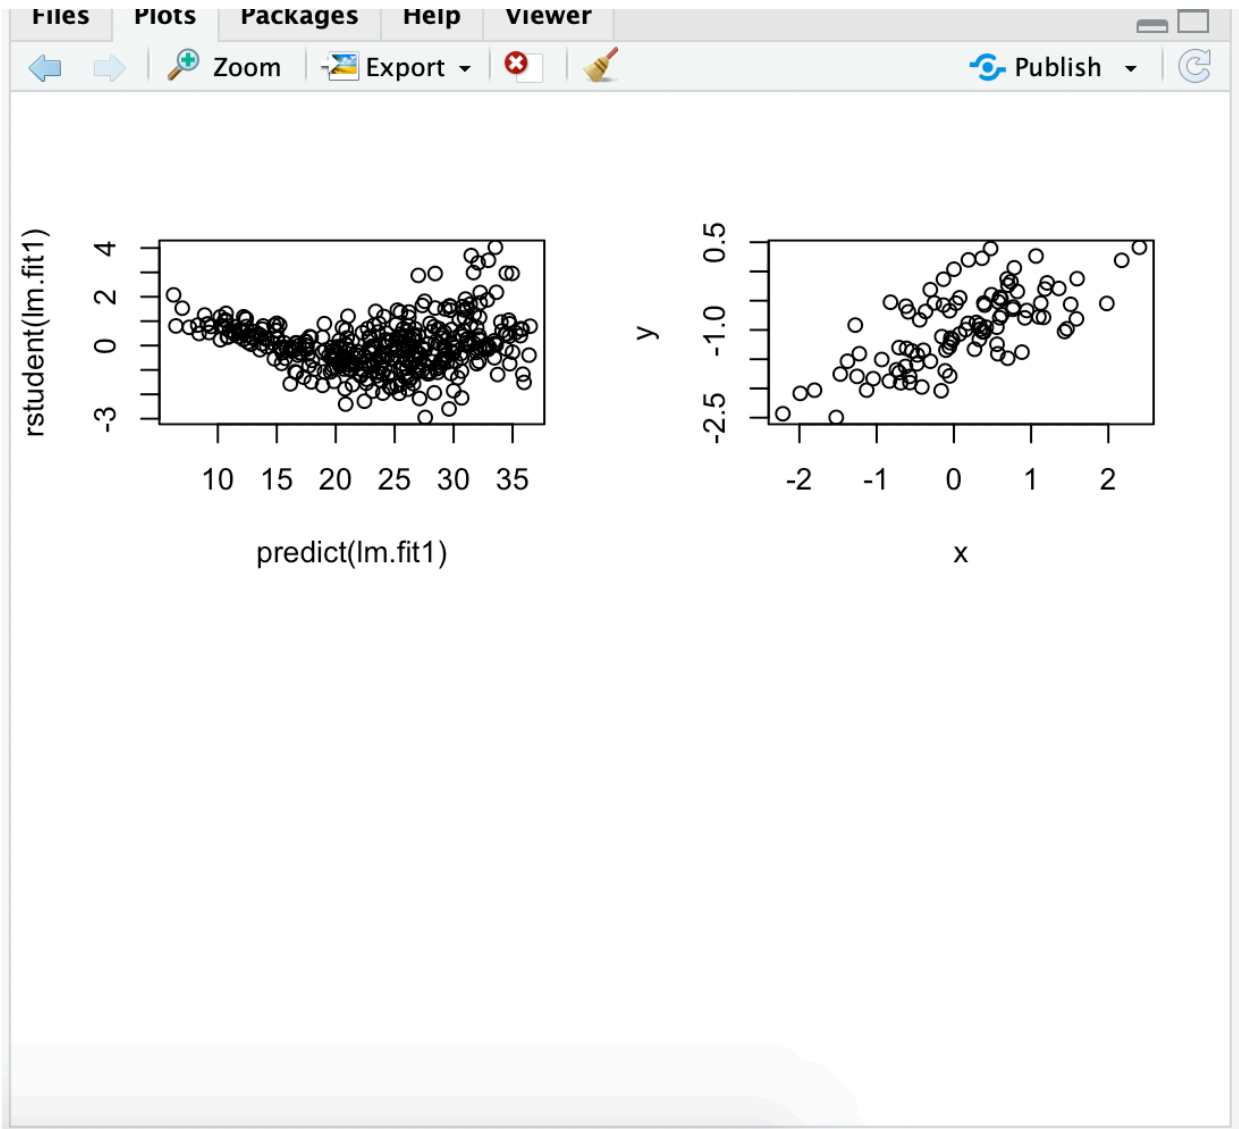 Files Plots Packages Help Viewer
Zoom Export Publish
rstudent(lm.fit1)
4
2
0
-3
10 15 20 25 30 35
predict(lm.fit1)
y
0.5
-1.0
-2.5
-2 -1 0 1 2
x